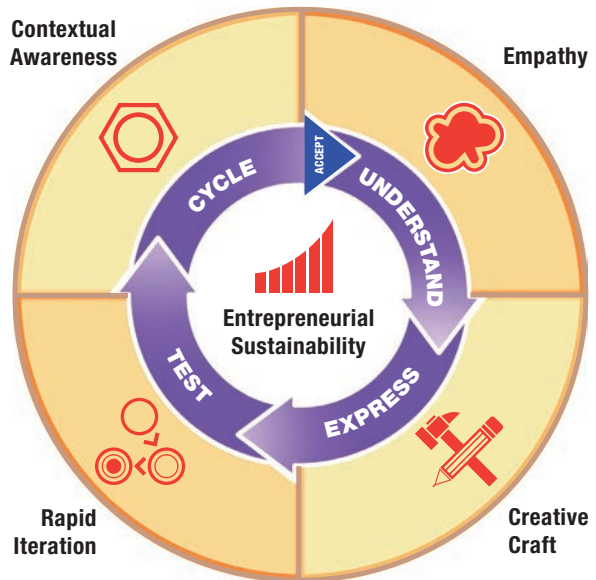 Contextual
Awareness
Empathy
ACCEPT
CYCLE
UNDERSTAND
Entrepreneurial
Sustainability
TEST
EXPRESS
Rapid
Iteration
Creative
Craft